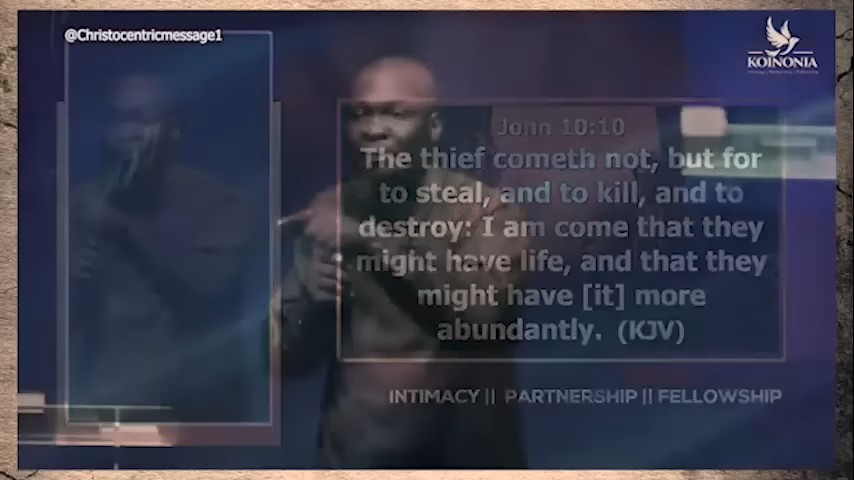 @Christocentricmessage1
KOINONIA
John 10:10
The thief cometh not, but for
to steal, and to kill, and to
destroy: I am come that they
might have life, and that they
might have [it] more
abundantly. (KJV)
INTIMACY || PARTNERSHIP || FELLOWSHIP